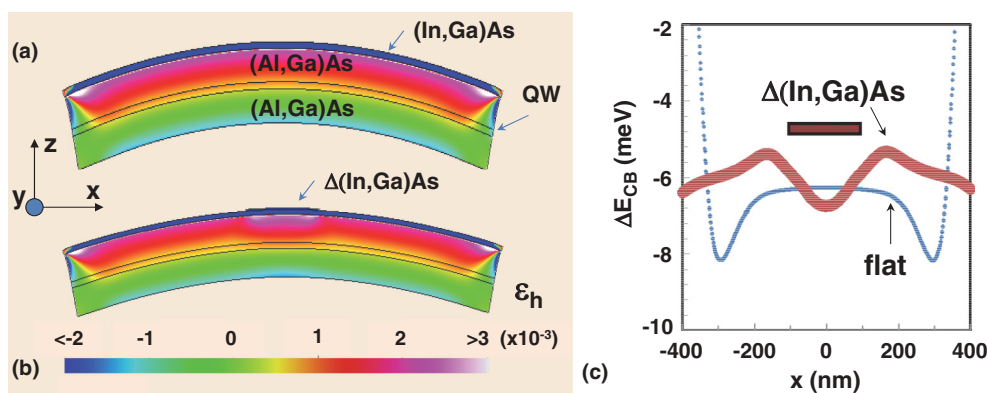 (a)
(In,Ga)As
(Al,Ga)As
QW
(Al,Ga)As
z
y
x
Δ(In,Ga)As
εh
<-2 -1 0 1 2 >3 (x10-3)
(b)
-2
-4
-6
-8
-10
ΔECB (meV)
Δ(In,Ga)As
flat
-400 -200 0 200 400
x (nm)
(c)